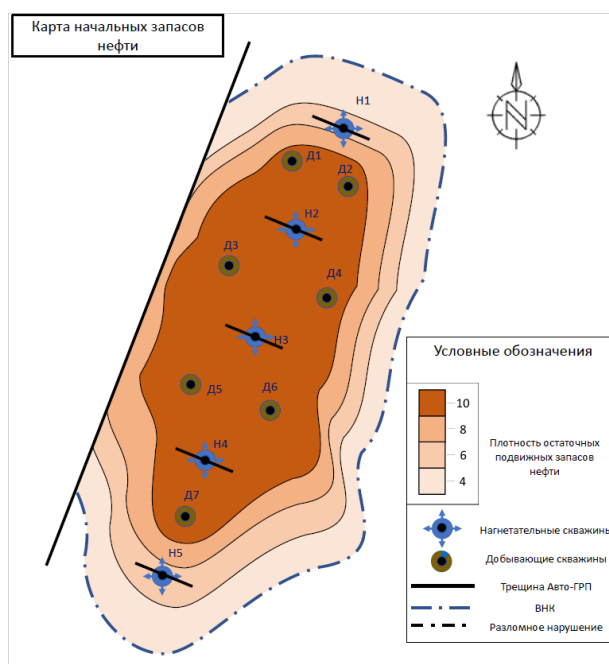 Карта начальных запасов
нефти
N
Н1
Д1
Д2
Н2
Д3
Д4
Н3
Д5
Д6
Н4
Д7
Н5
Условные обозначения
10
8
6
4
Плотность остаточных
подвижных запасов
нефти
Нагнетательные скважины
Добывающие скважины
Трещина Авто-ГРП
ВНК
Разломное нарушение